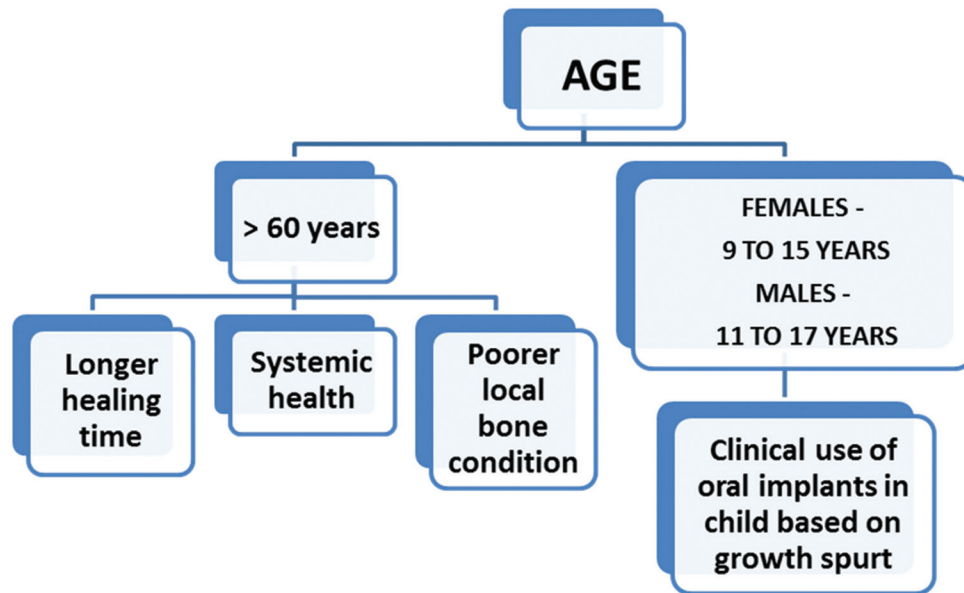 AGE
> 60 years
FEMALES -
9 TO 15 YEARS
MALES -
11 TO 17 YEARS
Longer
healing
time
Systemic
health
Poorer
local
bone
condition
Clinical use of
oral implants in
child based on
growth spurt